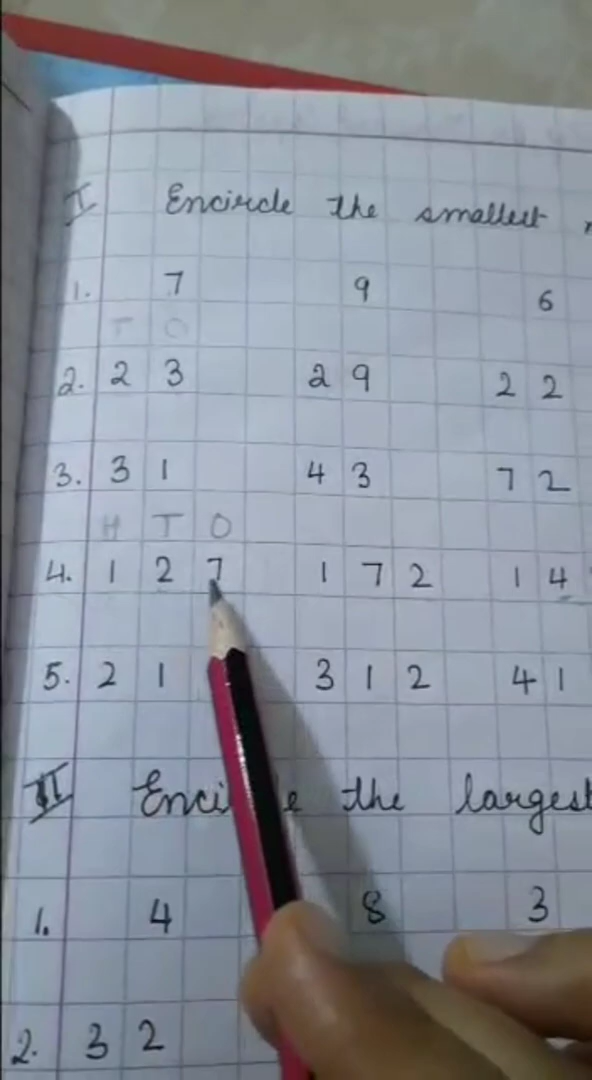 I Encircle the smallest
1. 7 9 6
T O
2. 2 3 2 9 2 2
3. 3 1 4 3 7 2
H T O
4. 1 2 7 1 7 2 1 4
5. 2 1 3 1 2 4 1
II the largest
1. 4 8 3
2. 3 2